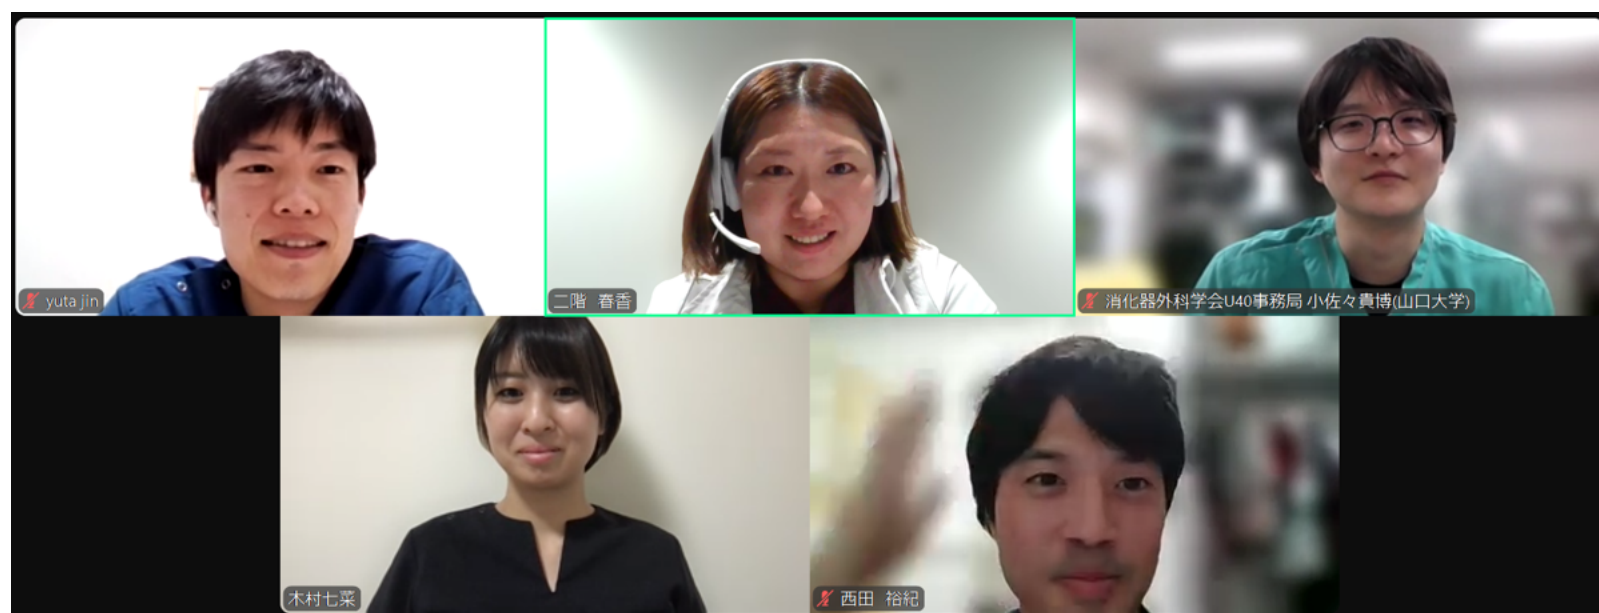 yuta jin
二階 春香
消化器外科学会U40事務局 小佐々貴博(山口大学)
木村七菜
西田 裕紀